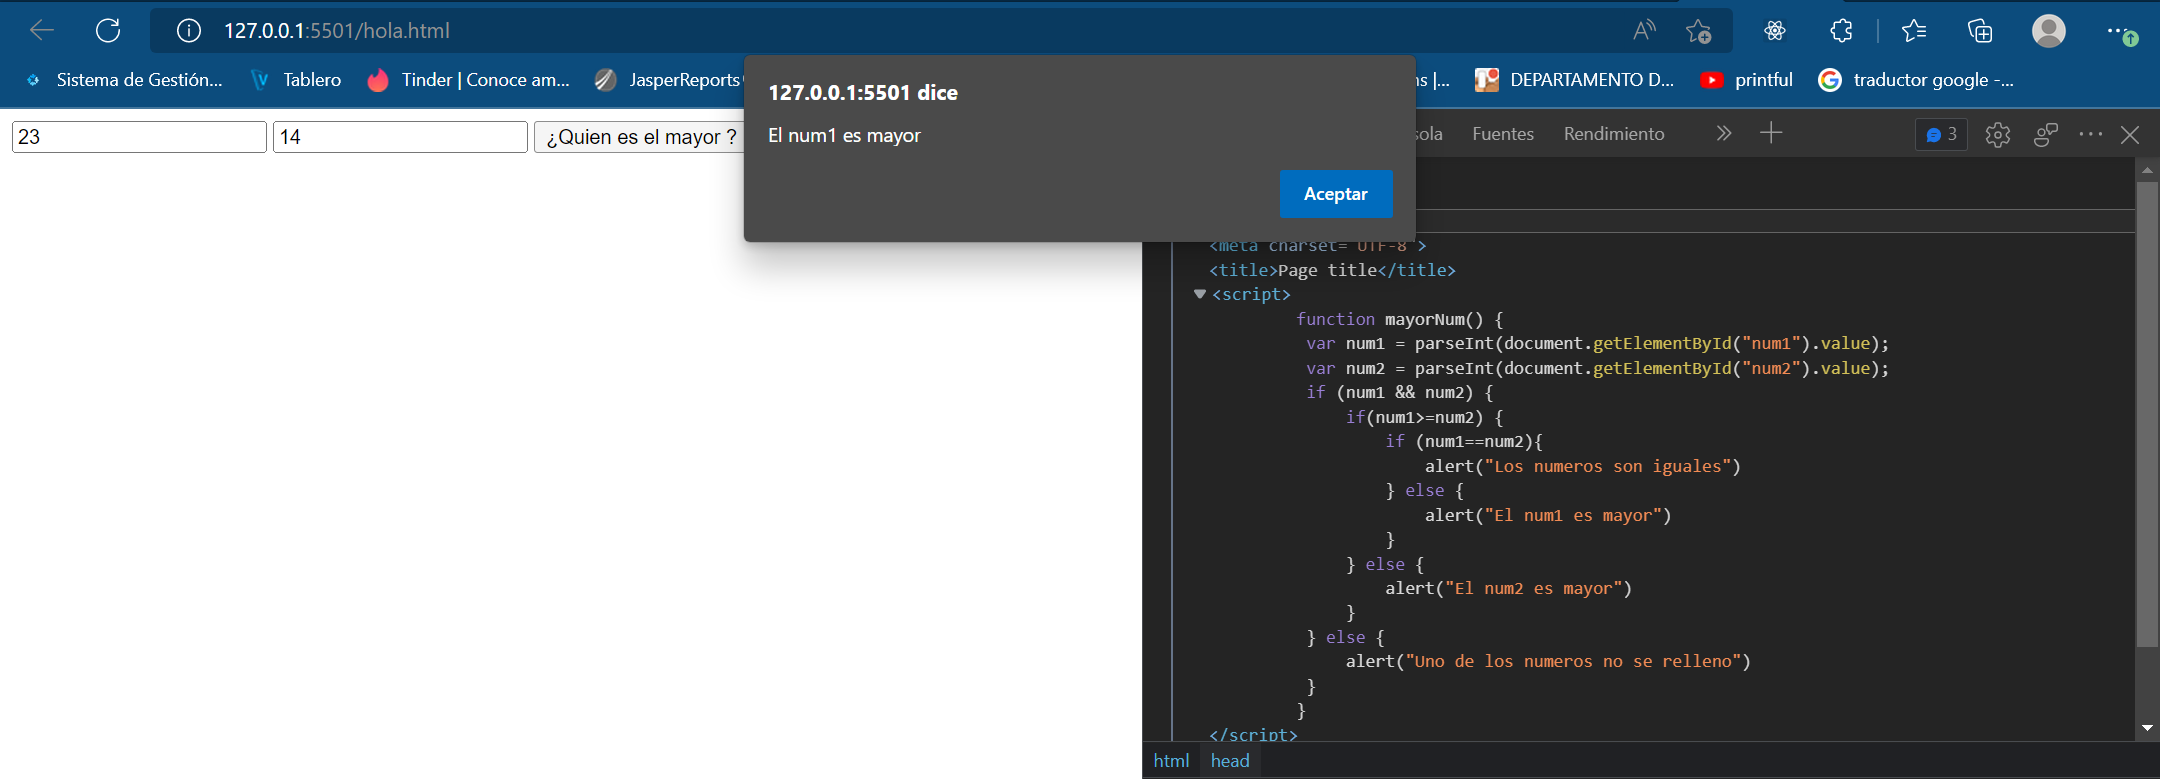 127.0.0.1:5501/hola.html
Sistema de Gestión...
Tablero
Tinder | Conoce am...
JasperReports
DEPARTAMENTO D...
printful
traductor google -...
127.0.0.1:5501 dice
El num1 es mayor
Aceptar
23
14
¿Quien es el mayor ?
Fuentes
Rendimiento
3
<meta charset="UTF-8">
<title>Page title</title>
<script>
function mayorNum() {
var num1 = parseInt(document.getElementById("num1").value);
var num2 = parseInt(document.getElementById("num2").value);
if (num1 && num2) {
if(num1>=num2) {
if (num1==num2){
alert("Los numeros son iguales")
} else {
alert("El num1 es mayor")
}
} else {
alert("El num2 es mayor")
}
} else {
alert("Uno de los numeros no se relleno")
}
}
</script>
html
head